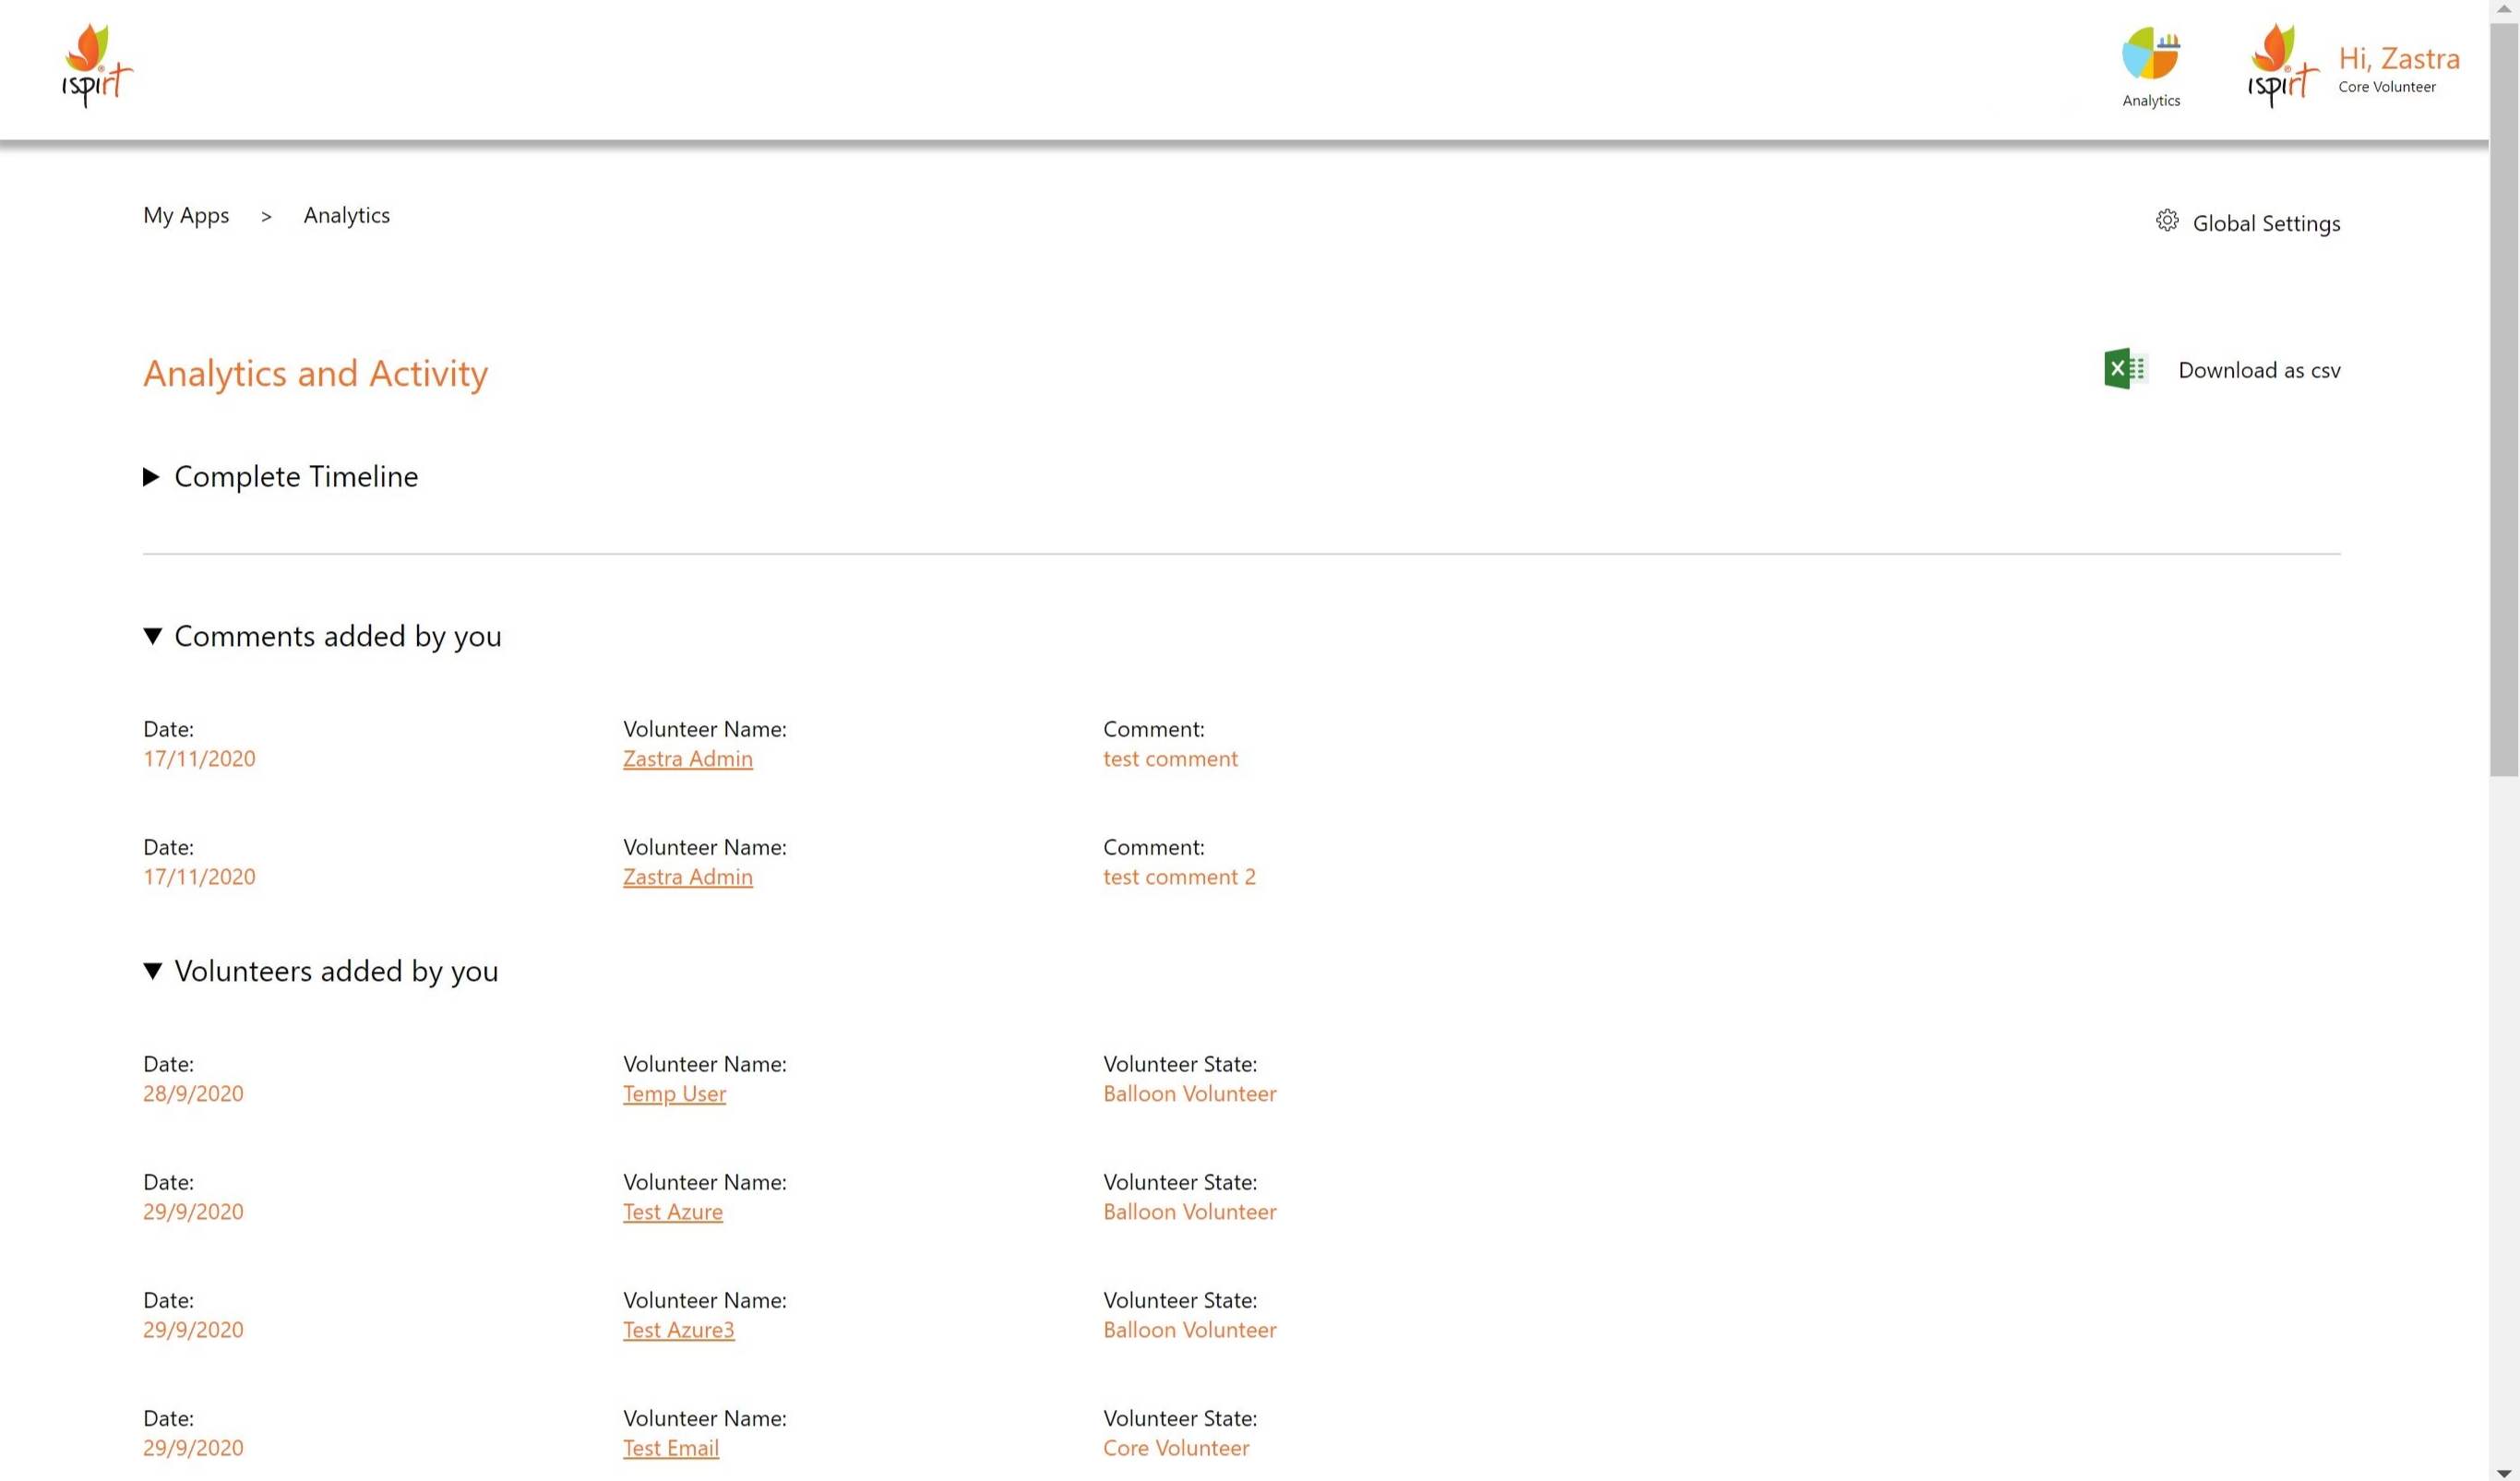 ispirt
Analytics
ispirt
Hi, Zastra
Core Volunteer
My Apps > Analytics
Global Settings
Analytics and Activity
Download as csv
Complete Timeline
Comments added by you
Date: Volunteer Name: Comment:
17/11/2020 Zastra Admin test comment
Date: Volunteer Name: Comment:
17/11/2020 Zastra Admin test comment 2
Volunteers added by you
Date: Volunteer Name: Volunteer State:
28/9/2020 Temp User Balloon Volunteer
Date: Volunteer Name: Volunteer State:
29/9/2020 Test Azure Balloon Volunteer
Date: Volunteer Name: Volunteer State:
29/9/2020 Test Azure3 Balloon Volunteer
Date: Volunteer Name: Volunteer State:
29/9/2020 Test Email Core Volunteer